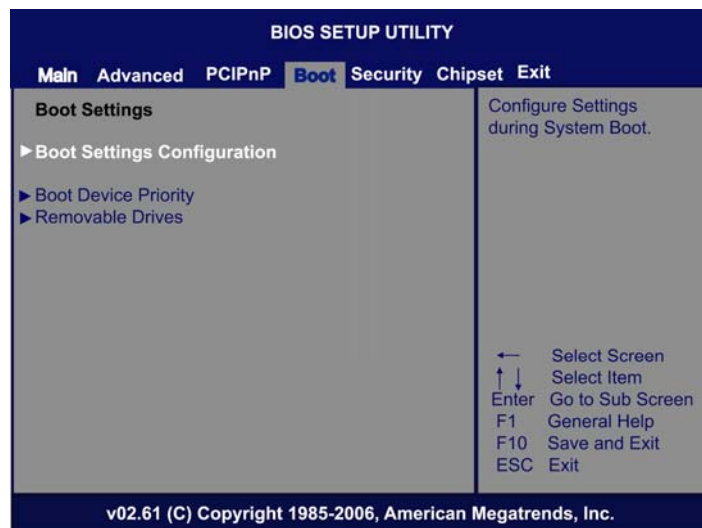 BIOS SETUP UTILITY
Main Advanced PCIPnP Boot Security Chipset Exit
Boot Settings
Configure Settings
during System Boot.
►Boot Settings Configuration
►Boot Device Priority
►Removable Drives
← Select Screen
↑↓ Select Item
Enter Go to Sub Screen
F1 General Help
F10 Save and Exit
ESC Exit
v02.61 (C) Copyright 1985-2006, American Megatrends, Inc.